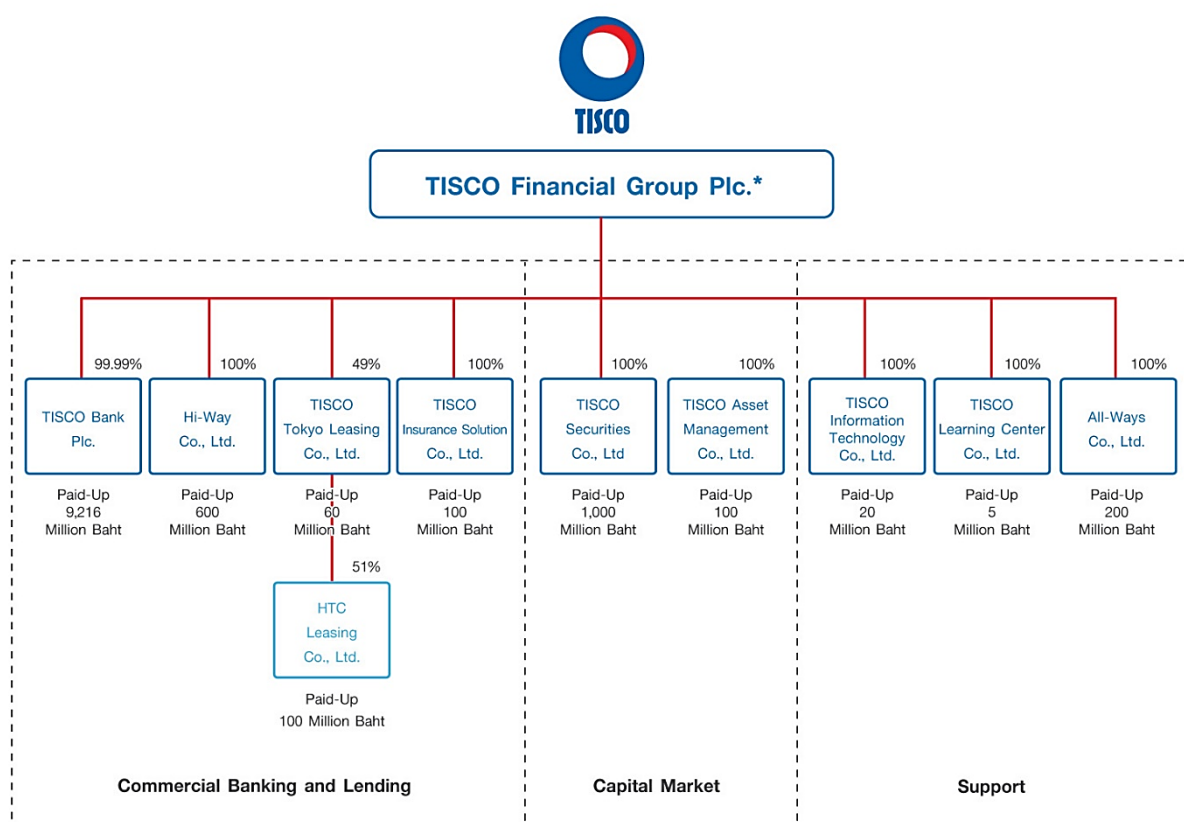 TISCO
TISCO Financial Group Plc.*
99.99%
TISCO Bank
Plc.
Paid-Up
9,216
Million Baht
100%
Hi-Way
Co., Ltd.
Paid-Up
600
Million Baht
49%
TISCO
Tokyo Leasing
Co., Ltd.
Paid-Up
60
Million Baht
51%
HTC
Leasing
Co., Ltd.
Paid-Up
100 Million Baht
100%
TISCO
Insurance Solution
Co., Ltd.
Paid-Up
100
Million Baht
Commercial Banking and Lending
100%
TISCO
Securities
Co., Ltd
Paid-Up
1,000
Million Baht
100%
TISCO Asset
Management
Co., Ltd.
Paid-Up
100
Million Baht
Capital Market
100%
TISCO
Information
Technology
Co., Ltd.
Paid-Up
20
Million Baht
100%
TISCO
Learning Center
Co., Ltd.
Paid-Up
5
Million Baht
100%
All-Ways
Co., Ltd.
Paid-Up
200
Million Baht
Support